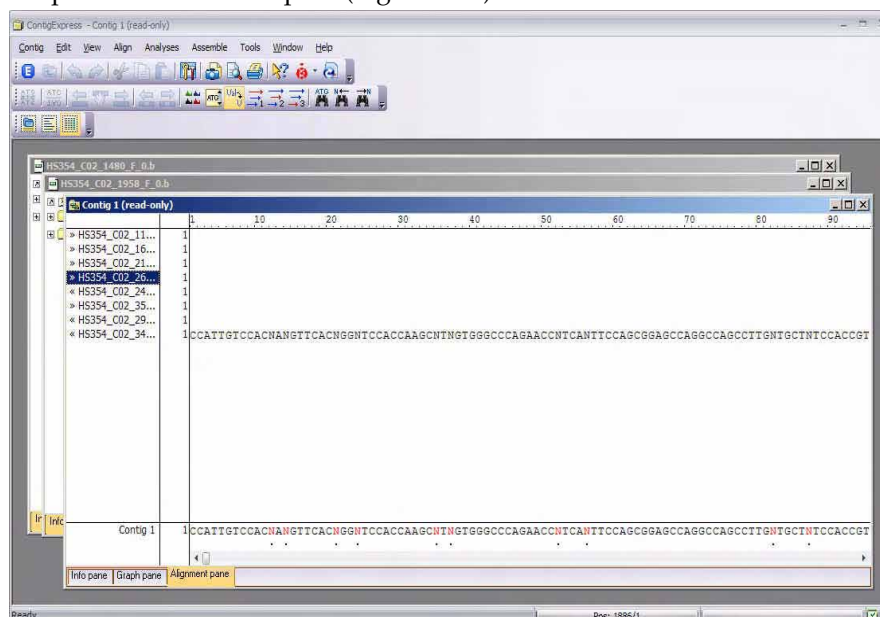 ContigExpress - Contig 1 (read-only)
Contig Edit View Align Analyses Assemble Tools Window Help
HS354_C02_1480_F_0.b
HS354_C02_1958_F_0.b
Contig 1 (read-only)
1 10 20 30 40 50 60 70 80 90
» HS354_C02_11... 1
» HS354_C02_16... 1
» HS354_C02_21... 1
» HS354_C02_26... 1
« HS354_C02_24... 1
» HS354_C02_35... 1
« HS354_C02_29... 1
« HS354_C02_34... 1 CCATTGTCCACNANGTTCACNGGNTCCACCAAGCNTNGTGGGCCCAGAACCNTCANTTCCAGCGGAGCCAGGCCAGCCTTGNTGCTNTCCACCGT
Contig 1 1 CCATTGTCCACNANGTTCACNGGNTCCACCAAGCNTNGTGGGCCCAGAACCNTCANTTCCAGCGGAGCCAGGCCAGCCTTGNTGCTNTCCACCGT
Info pane Graph pane Alignment pane
Ready
Pos: 1886/1